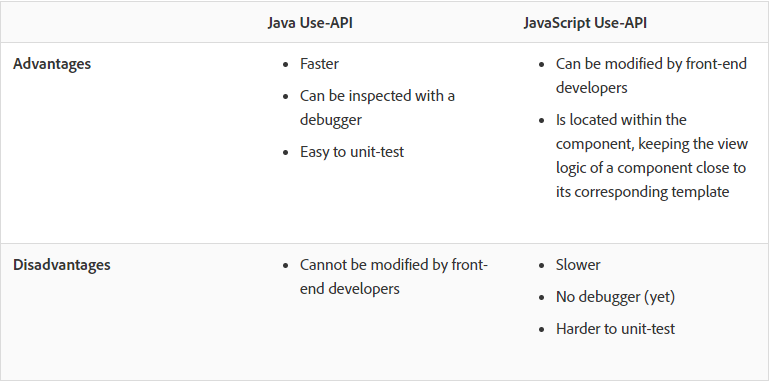 Java Use-API
JavaScript Use-API
Advantages
• Faster
• Can be inspected with a
debugger
• Easy to unit-test
• Can be modified by front-end
developers
• Is located within the
component, keeping the view
logic of a component close to
its corresponding template
Disadvantages
• Cannot be modified by front-
end developers
• Slower
• No debugger (yet)
• Harder to unit-test